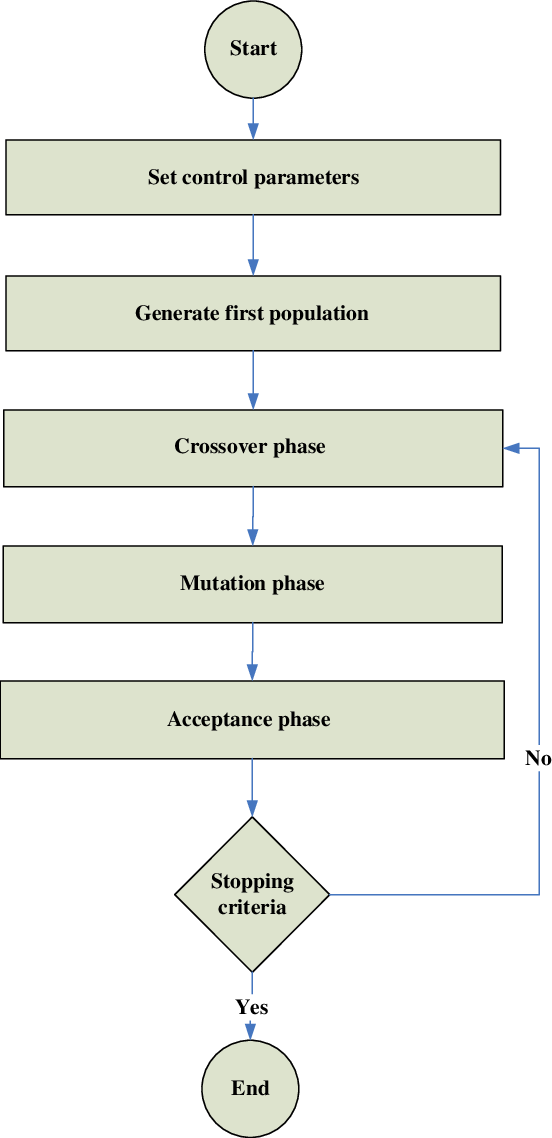 Start
Set control parameters
Generate first population
Crossover phase
Mutation phase
Acceptance phase
No
Stopping
criteria
Yes
End